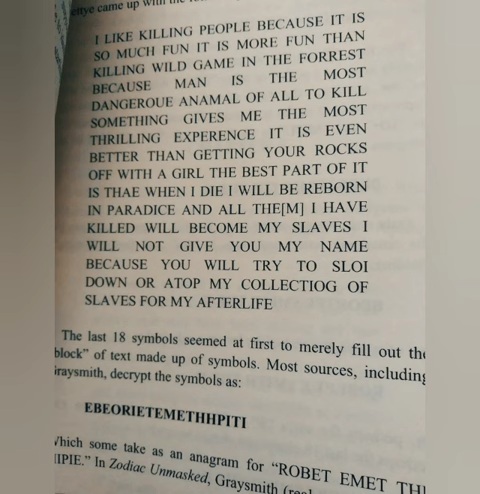 came up with the
I LIKE KILLING PEOPLE BECAUSE IT IS
SO MUCH FUN IT IS MORE FUN THAN
KILLING WILD GAME IN THE FORREST
BECAUSE MAN IS THE MOST
DANGEROUE ANAMAL OF ALL TO KILL
SOMETHING GIVES ME THE MOST
THRILLING EXPERENCE IT IS EVEN
BETTER THAN GETTING YOUR ROCKS
OFF WITH A GIRL THE BEST PART OF IT
IS THAE WHEN I DIE I WILL BE REBORN
IN PARADICE AND ALL THE[M] I HAVE
KILLED WILL BECOME MY SLAVES I
WILL NOT GIVE YOU MY NAME
BECAUSE YOU WILL TRY TO SLOI
DOWN OR ATOP MY COLLECTIOG OF
SLAVES FOR MY AFTERLIFE
The last 18 symbols seemed at first to merely fill out the
block” of text made up of symbols. Most sources, including
Graysmith, decrypt the symbols as:
EBEORIETEMETHHPITI
Which some take as an anagram for “ROBET EMET THE
HIPIE.” In Zodiac Unmasked, Graysmith